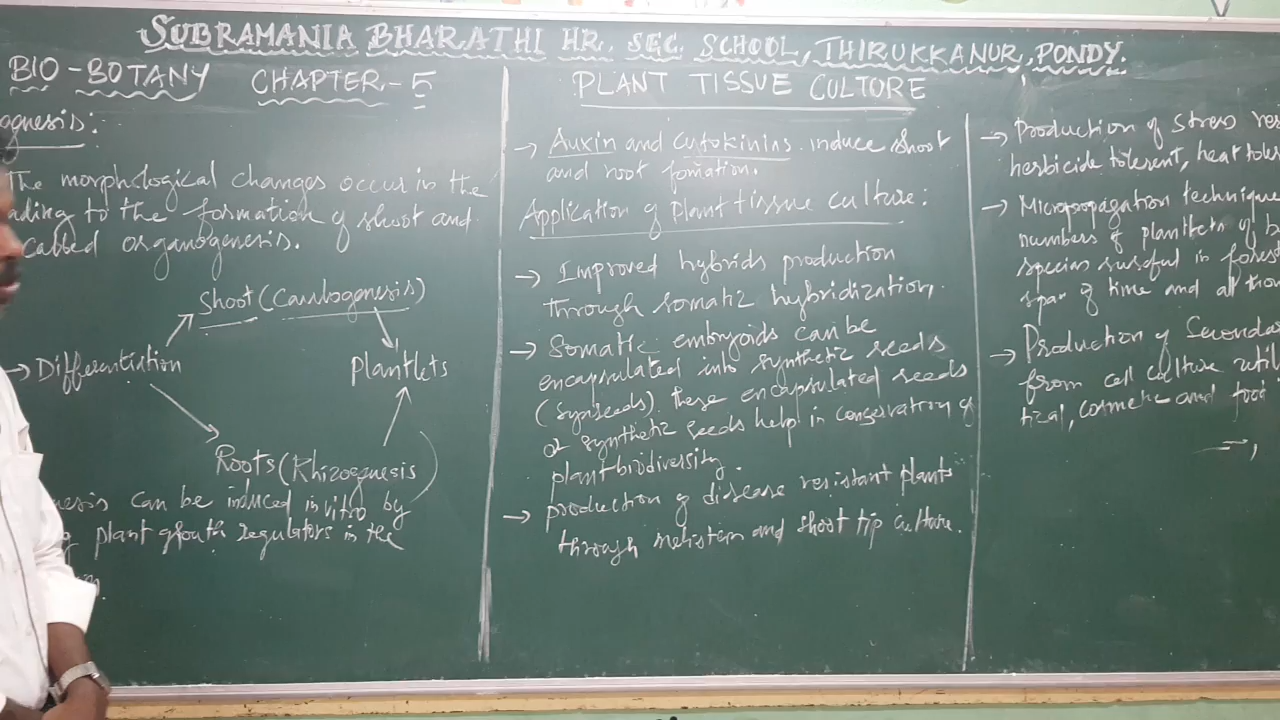 SUBRAMANIA BHARATHI HR. SEC. SCHOOL, THIRUKKANUR, PONDY.
BIO - BOTANY CHAPTER - 5
PLANT TISSUE CULTORE
ognesis:
The morphological changes occur in the
ading to the formation of shoot and
called organogenesis.
Shoot (Caulogenesis)
→ Differentiation
Plantlets
Roots (Rhizogenesis)
nesis can be induced in vitro by
g plant growth regulators in the
→ Auxin and cytokinins induce shoot
and root fomation.
Application of Plant tissue culture:
→ Improved hybrids production
through somatic hybridization.
→ Somatic embryoids can be
encapsulated into synthetic seeds
(synseeds). these encapsulated seeds
or synthetic seeds help in conservation of
plant biodiversity.
→ production of disease resistant plants
through meristem and shoot tip culture.
→ Production of stress res
herbicide tolerent, heat toler
→ Micropropagation technique
numbers of plantlets of
species useful in fores
span of time and all
→ Production of Seconda
from cell culture util
tical, cosmetic and food